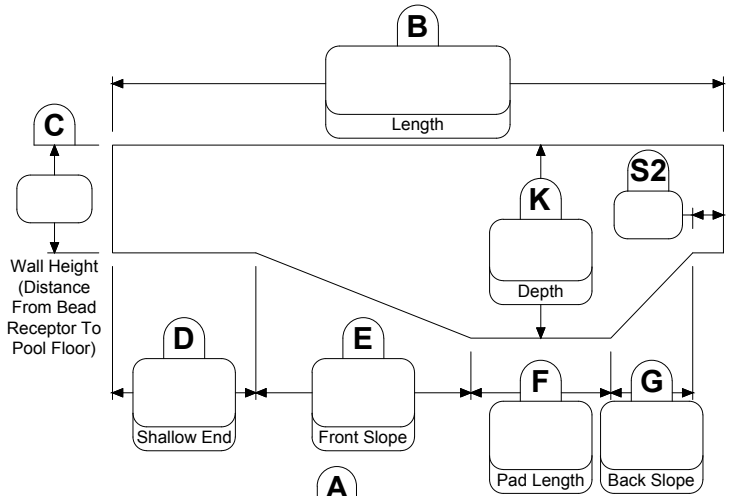 B
Length
C
S2
K
Depth
Wall Height
(Distance
From Bead
Receptor To
Pool Floor)
D
Shallow End
E
Front Slope
F
Pad Length
G
Back Slope
A